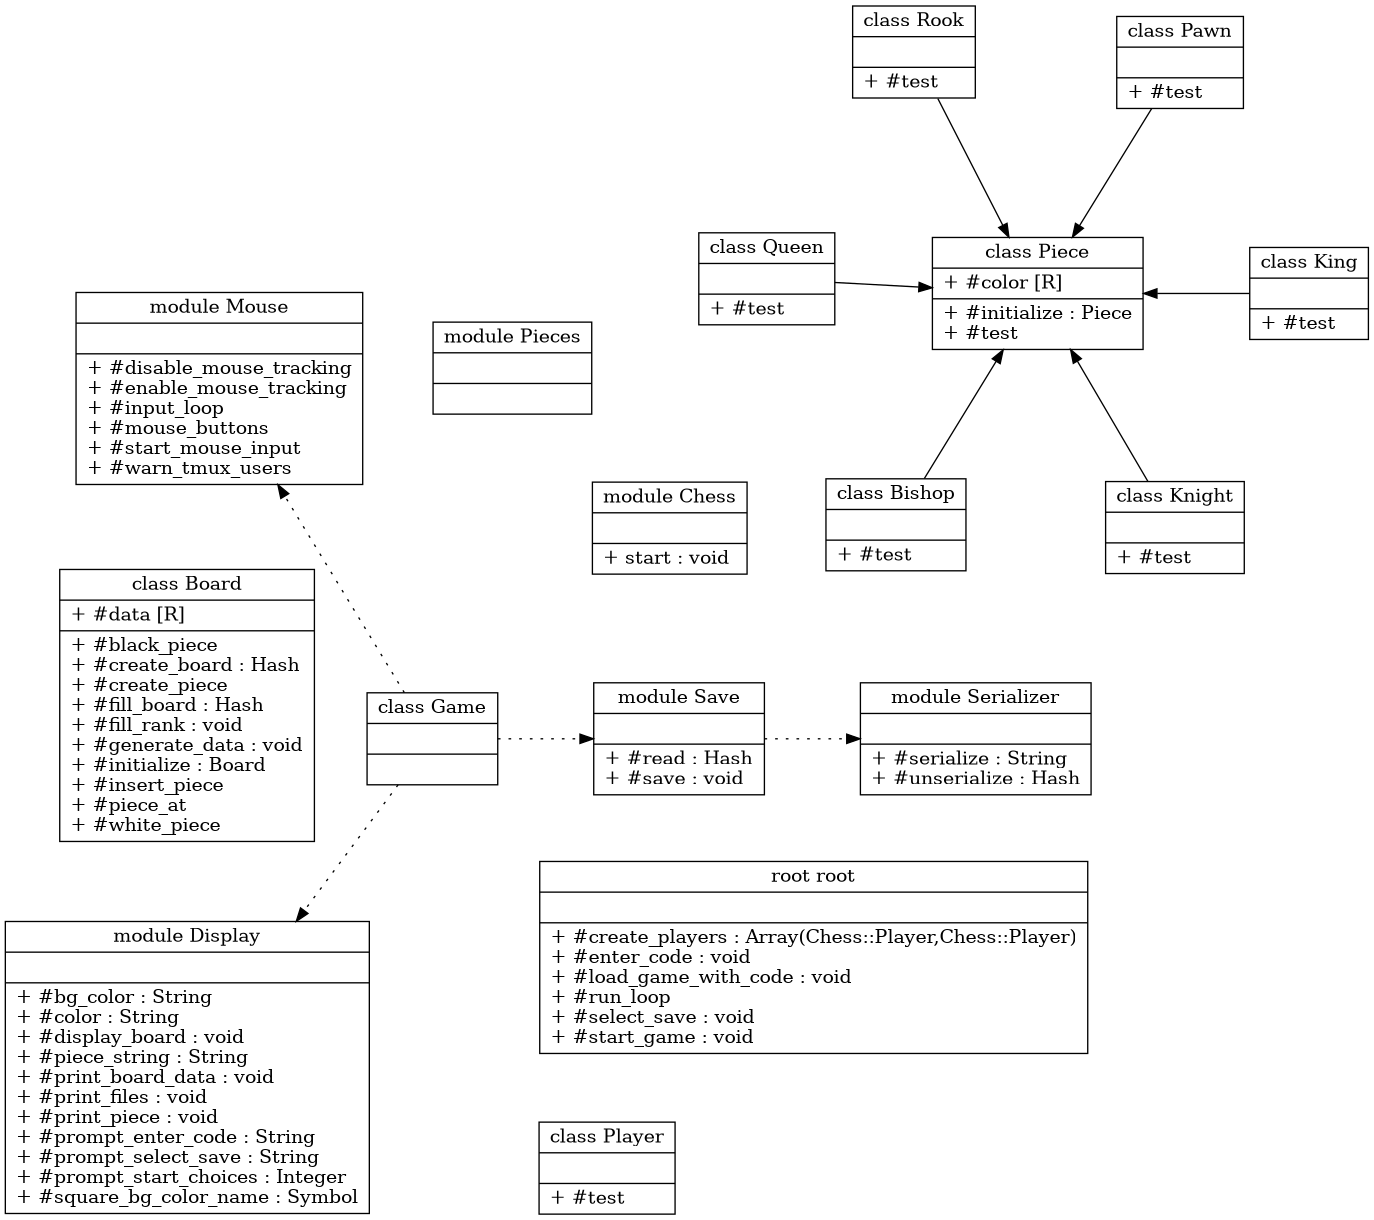 class Rook
+ #test
class Pawn
+ #test
class Queen
+ #test
class Piece
+ #color [R]
+ #initialize : Piece
+ #test
class King
+ #test
module Mouse
+ #disable_mouse_tracking
+ #enable_mouse_tracking
+ #input_loop
+ #mouse_buttons
+ #start_mouse_input
+ #warn_tmux_users
module Pieces
module Chess
+ start : void
class Bishop
+ #test
class Knight
+ #test
class Board
+ #data [R]
+ #black_piece
+ #create_board : Hash
+ #create_piece
+ #fill_board : Hash
+ #fill_rank : void
+ #generate_data : void
+ #initialize : Board
+ #insert_piece
+ #piece_at
+ #white_piece
class Game
module Save
+ #read : Hash
+ #save : void
module Serializer
+ #serialize : String
+ #unserialize : Hash
root root
+ #create_players : Array(Chess::Player,Chess::Player)
+ #enter_code : void
+ #load_game_with_code : void
+ #run_loop
+ #select_save : void
+ #start_game : void
module Display
+ #bg_color : String
+ #color : String
+ #display_board : void
+ #piece_string : String
+ #print_board_data : void
+ #print_files : void
+ #print_piece : void
+ #prompt_enter_code : String
+ #prompt_select_save : String
+ #prompt_start_choices : Integer
+ #square_bg_color_name : Symbol
class Player
+ #test